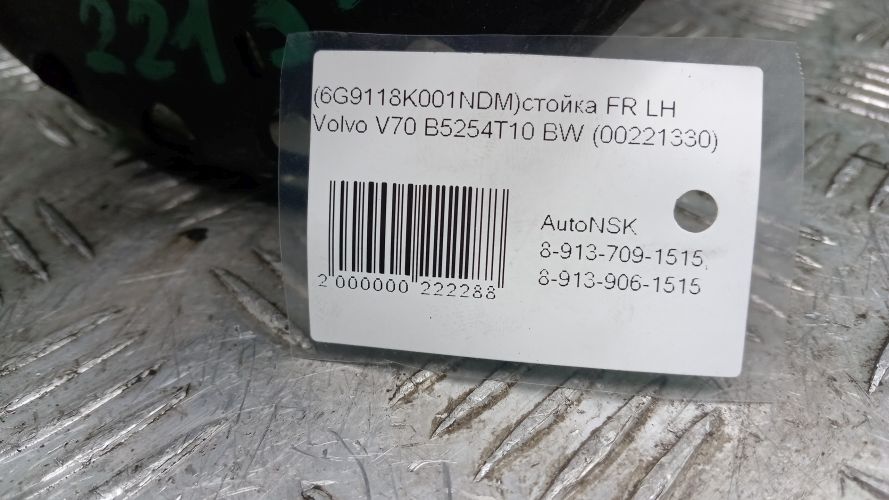 221
(6G9118K001NDM)стойка FR LH
Volvo V70 B5254T10 BW (00221330)
AutoNSK
8-913-709-1515,
8-913-906-1515
2 000000 222288